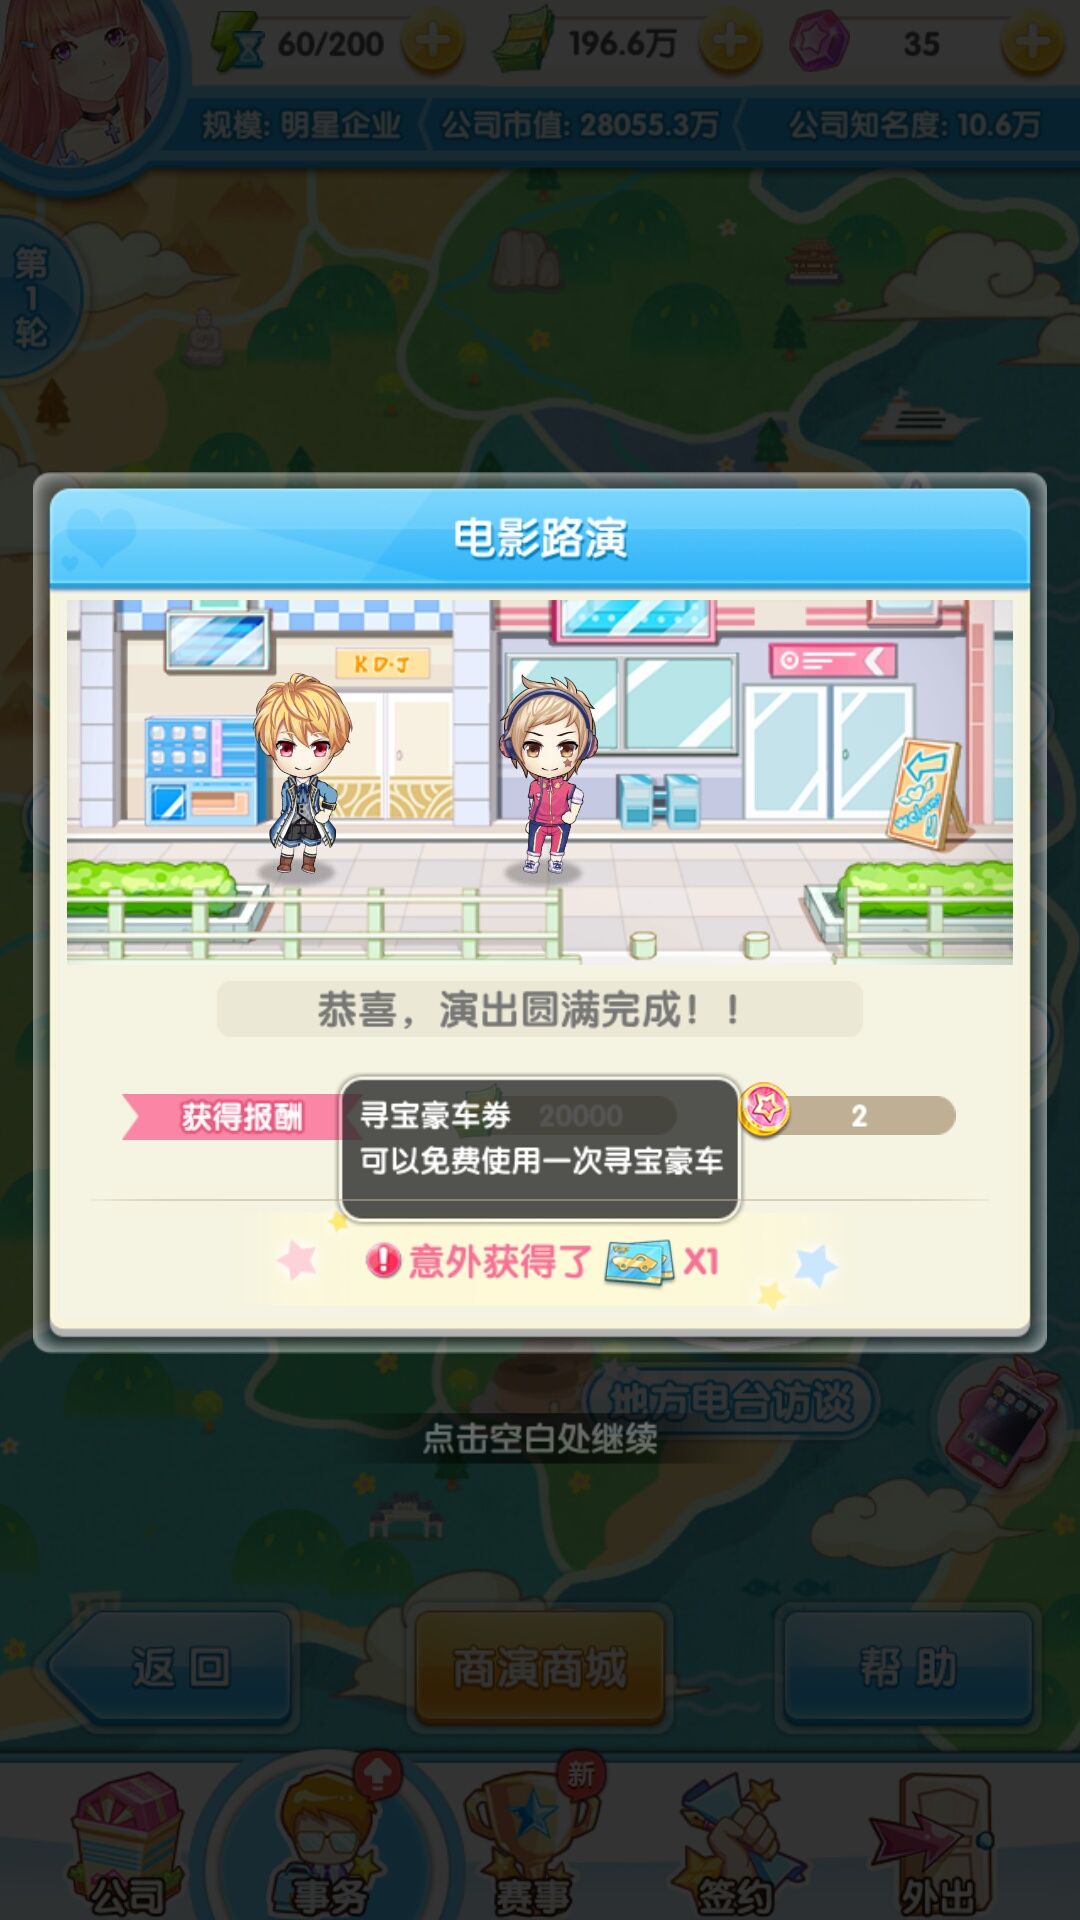 60/200
196.6万
35
规模: 明星企业
公司市值: 28055.3万
公司知名度: 10.6万
第1轮
电影路演
KD·J
welcome
恭喜，演出圆满完成！！
获得报酬
20000
2
寻宝豪车券
可以免费使用一次寻宝豪车
意外获得了 X1
地方电台访谈
点击空白处继续
返回
商演商城
帮助
新
公司
事务
赛事
签约
外出